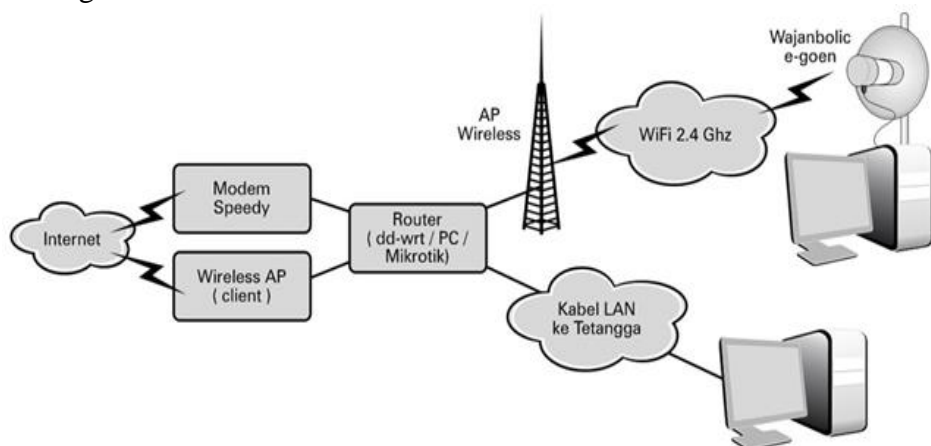 Wajanbolic
e-goen
AP
Wireless
WiFi 2.4 Ghz
Modem
Speedy
Internet
Router
( dd-wrt / PC /
Mikrotik)
Wireless AP
( client )
Kabel LAN
ke Tetangga